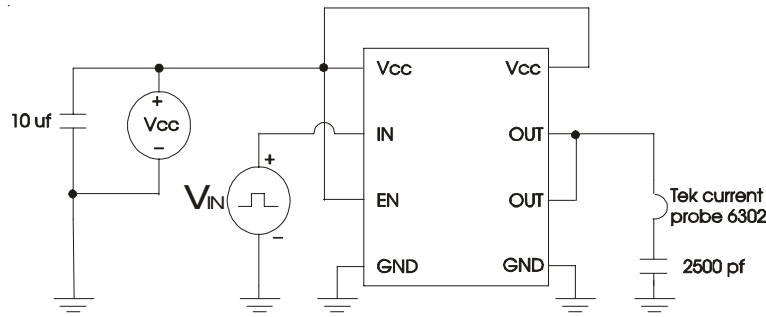 Vcc
Vcc
10 uf
+
Vcc
−
IN
OUT
+
VIN
−
EN
OUT
Tek current
probe 6302
GND
GND
2500 pf